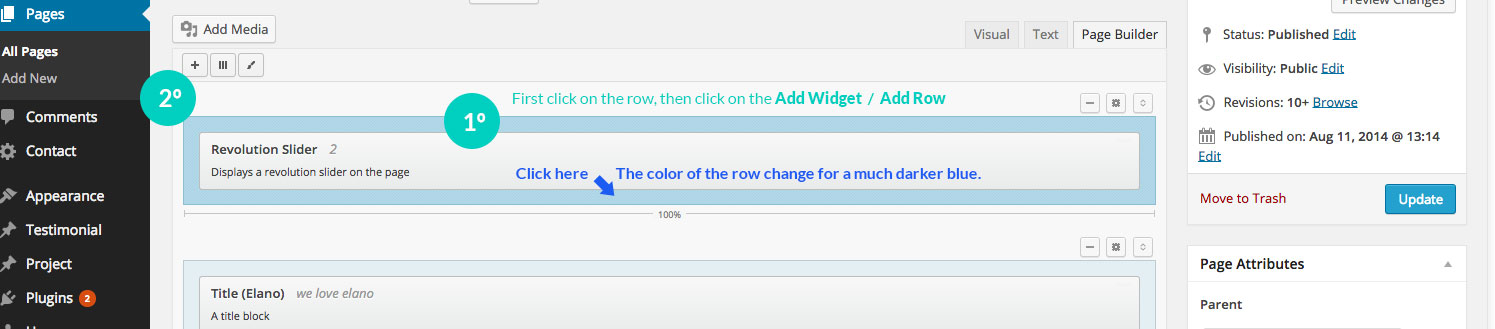 Pages
All Pages
Add New
Comments
Contact
Appearance
Testimonial
Project
Plugins 2
Add Media
Visual
Text
Page Builder
2º
1º
First click on the row, then click on the Add Widget / Add Row
Revolution Slider 2
Displays a revolution slider on the page
Click here
The color of the row change for a much darker blue.
100%
Title (Elano) we love elano
A title block
Preview Changes
Status: Published Edit
Visibility: Public Edit
Revisions: 10+ Browse
Published on: Aug 11, 2014 @ 13:14
Edit
Move to Trash
Update
Page Attributes
Parent